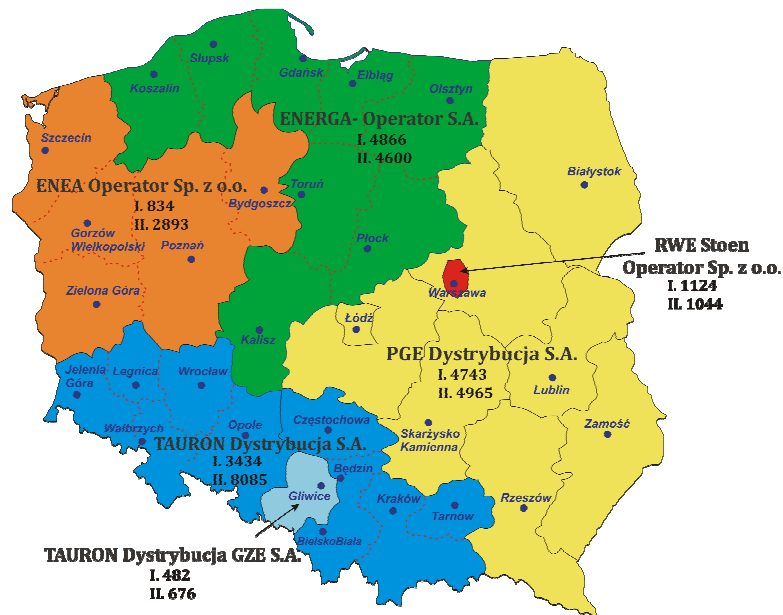 Słupsk
Koszalin
Gdańsk
Elbląg
Olsztyn
ENERGA- Operator S.A.
I. 4866
II. 4600
Szczecin
ENEA Operator Sp. z o.o.
I. 834
II. 2893
Bydgoszcz
Toruń
Białystok
Gorzów
Wielkopolski
Poznań
Płock
RWE Stoen
Operator Sp. z o.o.
I. 1124
II. 1044
Zielona Góra
Warszawa
Łódź
Kalisz
PGE Dystrybucja S.A.
I. 4743
II. 4965
Jelenia
Góra
Legnica
Wrocław
Lublin
Wałbrzych
Opole
Częstochowa
Skarżysko
Kamienna
Zamość
TAURON Dystrybucja S.A.
I. 3434
II. 8085
Będzin
Gliwice
Kraków
Tarnów
Rzeszów
BielskoBiała
TAURON Dystrybucja GZE S.A.
I. 482
II. 676